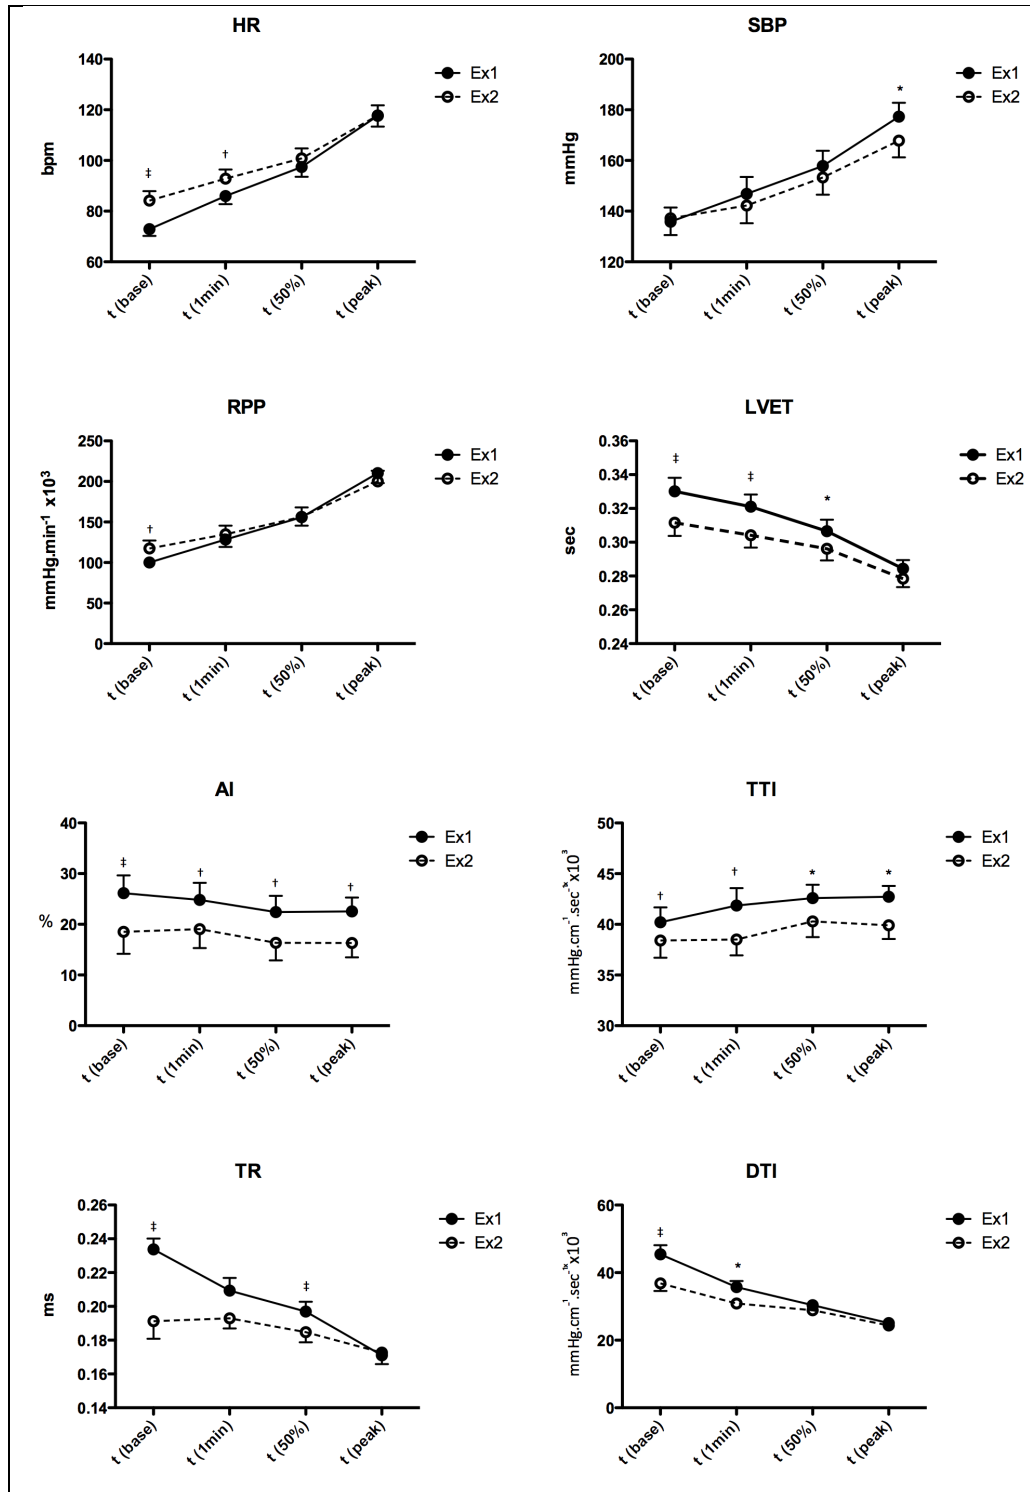 HR
140
120
100
80
60
bpm
‡
†
Ex1
Ex2
t (base)
t (1min)
t (50%)
t (peak)
SBP
200
180
160
140
120
mmHg
*
Ex1
Ex2
t (base)
t (1min)
t (50%)
t (peak)
RPP
250
200
150
100
50
0
mmHg.min⁻¹ x10³
†
Ex1
Ex2
t (base)
t (1min)
t (50%)
t (peak)
LVET
0.36
0.34
0.32
0.30
0.28
0.26
0.24
sec
‡
‡
*
Ex1
Ex2
t (base)
t (1min)
t (50%)
t (peak)
AI
40
30
20
10
0
%
‡
†
†
†
Ex1
Ex2
t (base)
t (1min)
t (50%)
t (peak)
TTI
50
45
40
35
30
mmHg.cm⁻¹.sec⁻¹ˣx10³
†
†
*
*
Ex1
Ex2
t (base)
t (1min)
t (50%)
t (peak)
TR
0.26
0.24
0.22
0.20
0.18
0.16
0.14
ms
‡
‡
Ex1
Ex2
t (base)
t (1min)
t (50%)
t (peak)
DTI
60
40
20
0
mmHg.cm⁻¹.sec⁻¹ˣx10³
‡
*
Ex1
Ex2
t (base)
t (1min)
t (50%)
t (peak)